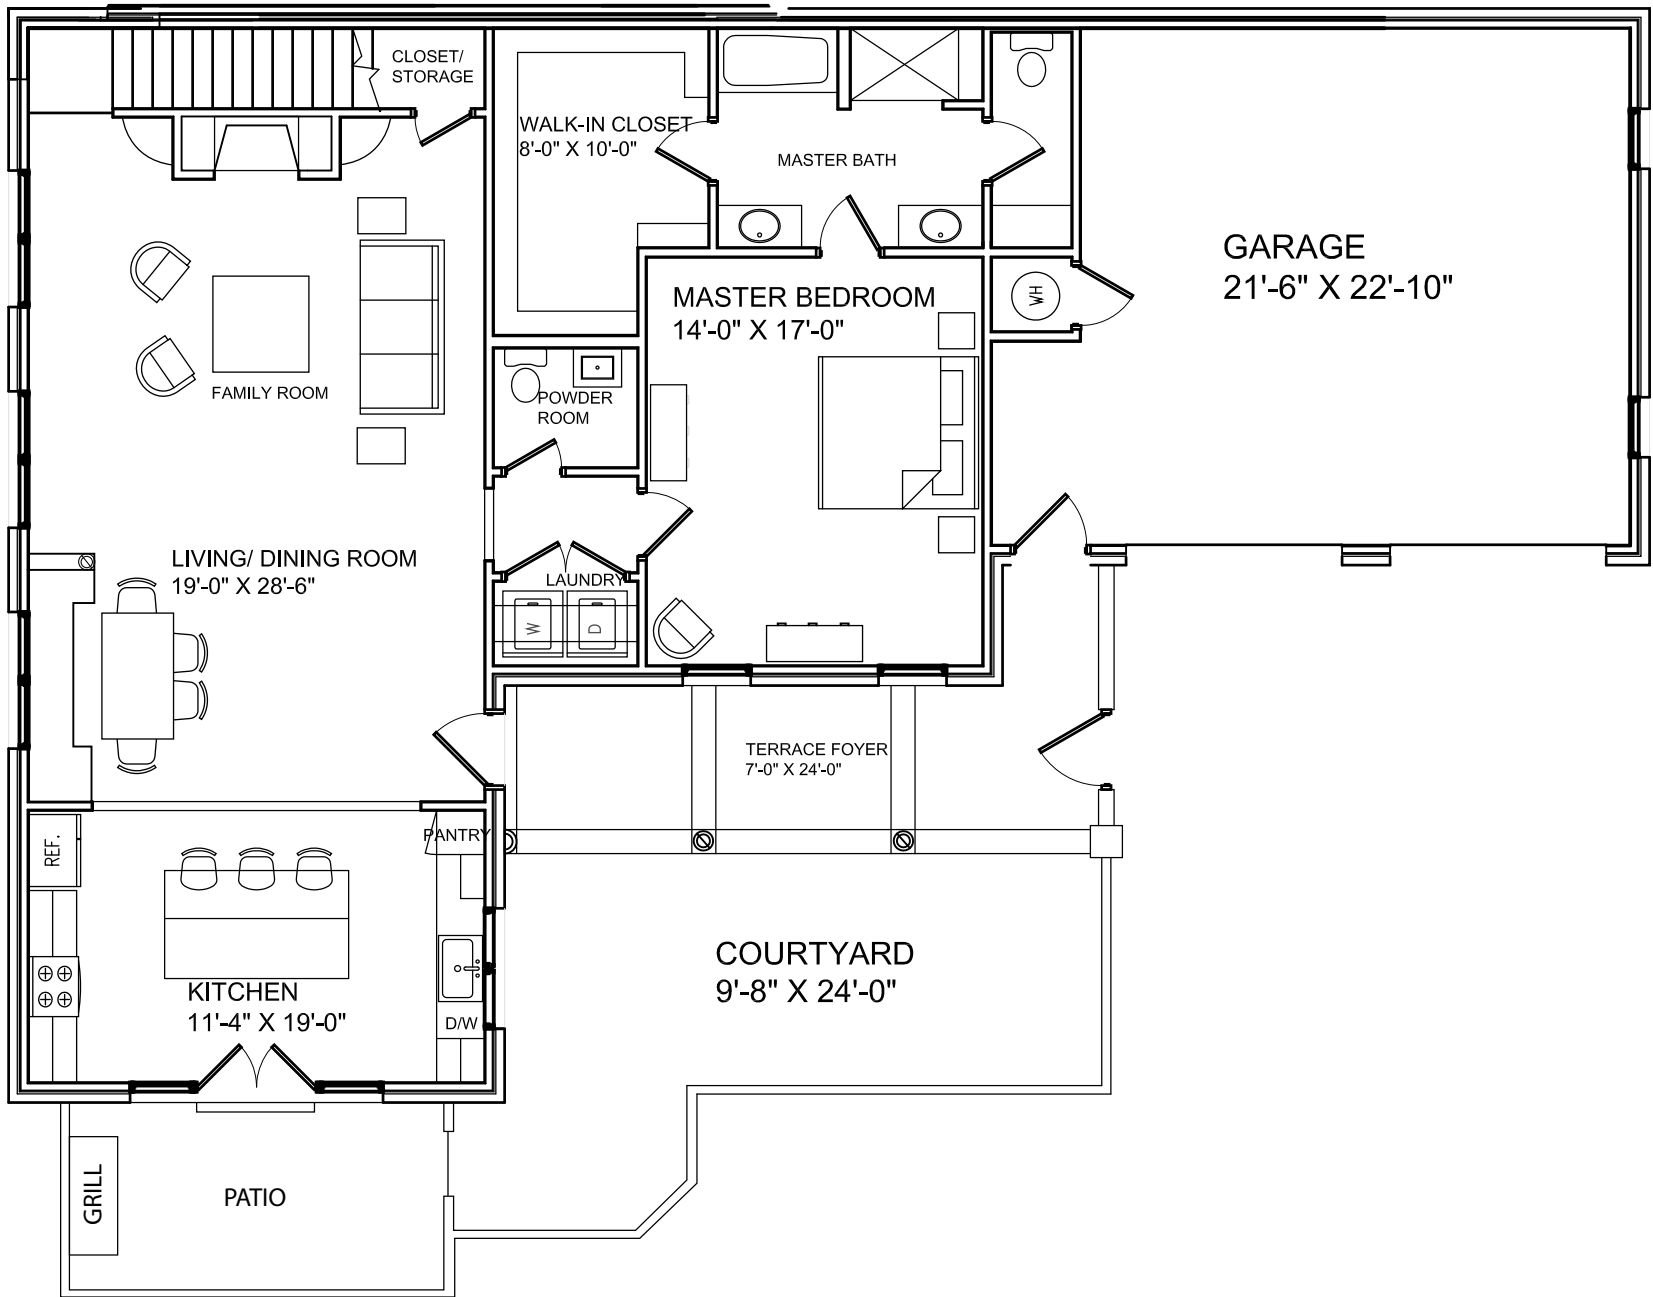 CLOSET/
STORAGE
WALK-IN CLOSET
8'-0" X 10'-0"
MASTER BATH
GARAGE
21'-6" X 22'-10"
MASTER BEDROOM
14'-0" X 17'-0"
WH
FAMILY ROOM
POWDER
ROOM
LIVING/ DINING ROOM
19'-0" X 28'-6"
LAUNDRY
W
D
TERRACE FOYER
7'-0" X 24'-0"
REF.
PANTRY
KITCHEN
11'-4" X 19'-0"
D/W
COURTYARD
9'-8" X 24'-0"
GRILL
PATIO